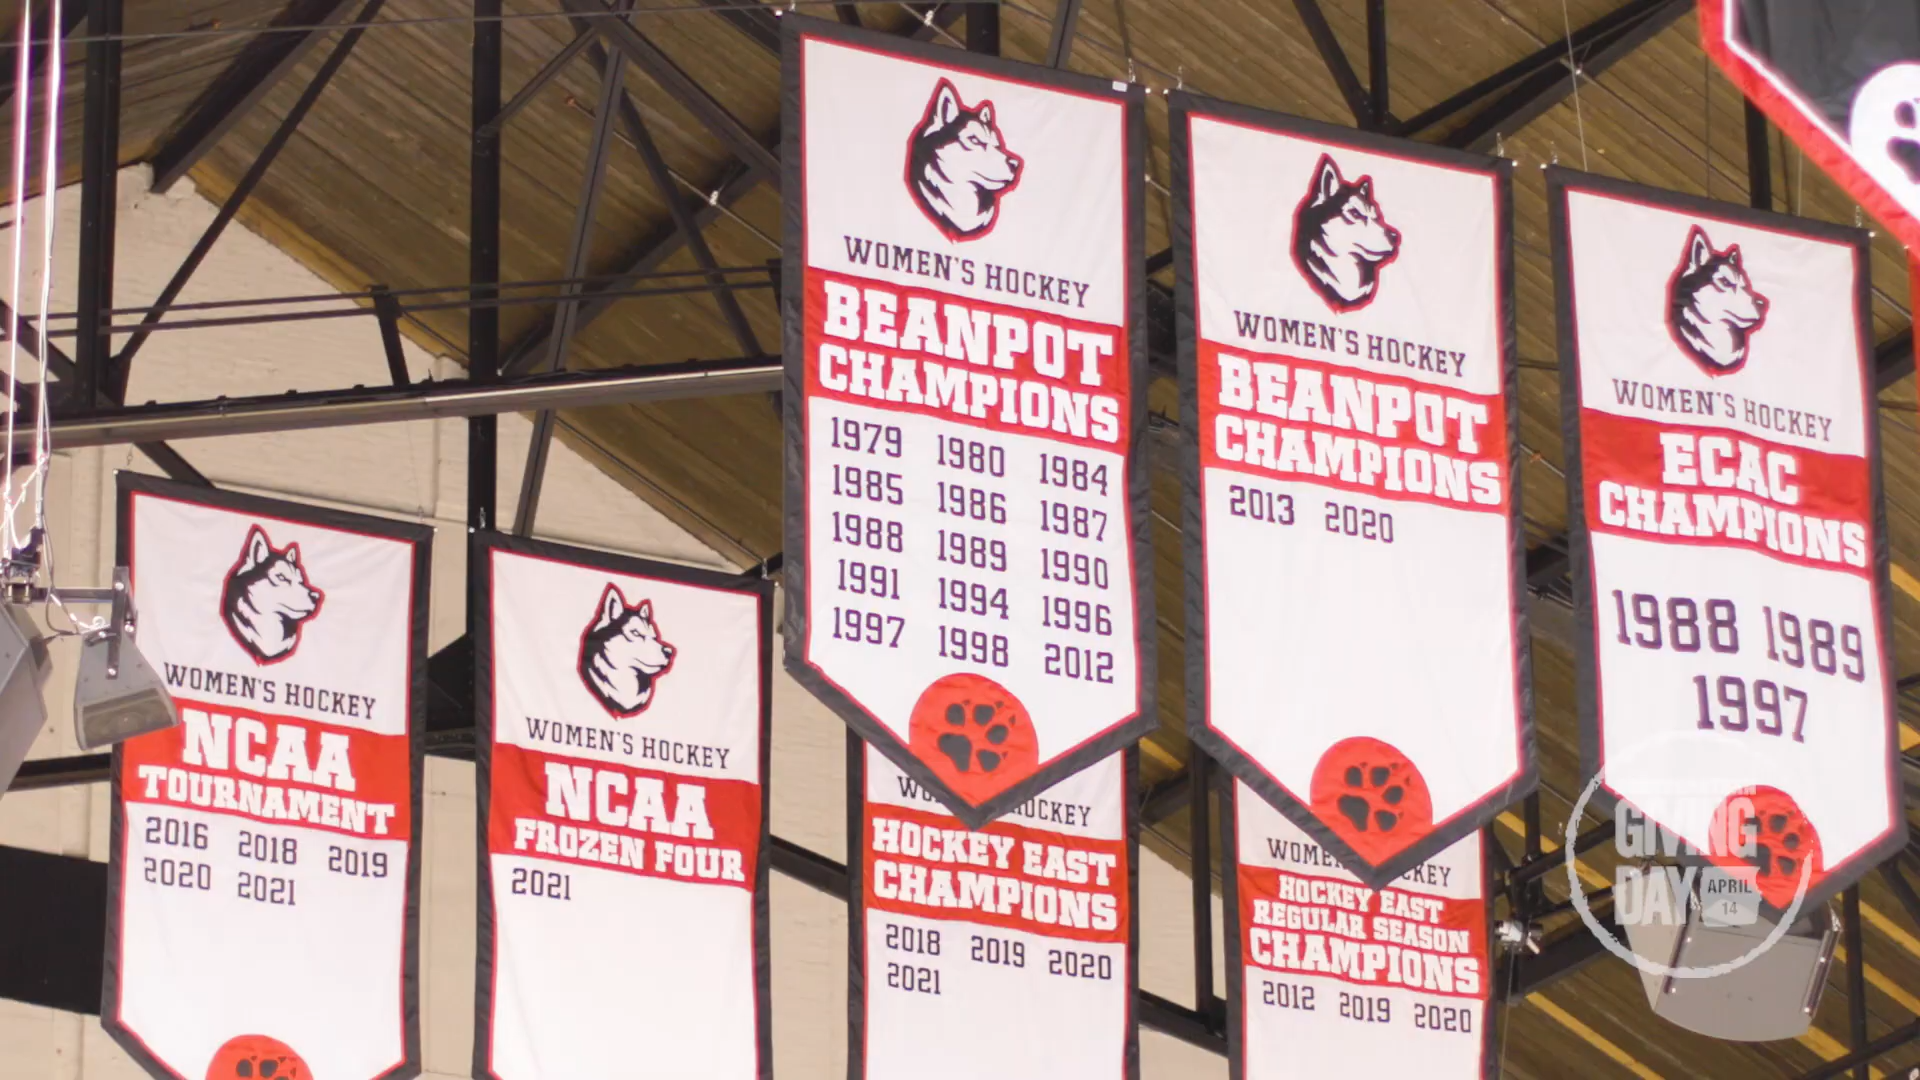 WOMEN'S HOCKEY
BEANPOT
CHAMPIONS
1979 1980 1984
1985 1986 1987
1988 1989 1990
1991 1994 1996
1997 1998 2012
WOMEN'S HOCKEY
BEANPOT
CHAMPIONS
2013 2020
WOMEN'S HOCKEY
ECAC
CHAMPIONS
1988 1989
1997
WOMEN'S HOCKEY
NCAA
TOURNAMENT
2016 2018 2019
2020 2021
WOMEN'S HOCKEY
NCAA
FROZEN FOUR
2021
HOCKEY
HOCKEY EAST
CHAMPIONS
2018 2019 2020
2021
HOCKEY EAST
REGULAR SEASON
CHAMPIONS
2012 2019 2020
GIVING
DAY APRIL
14